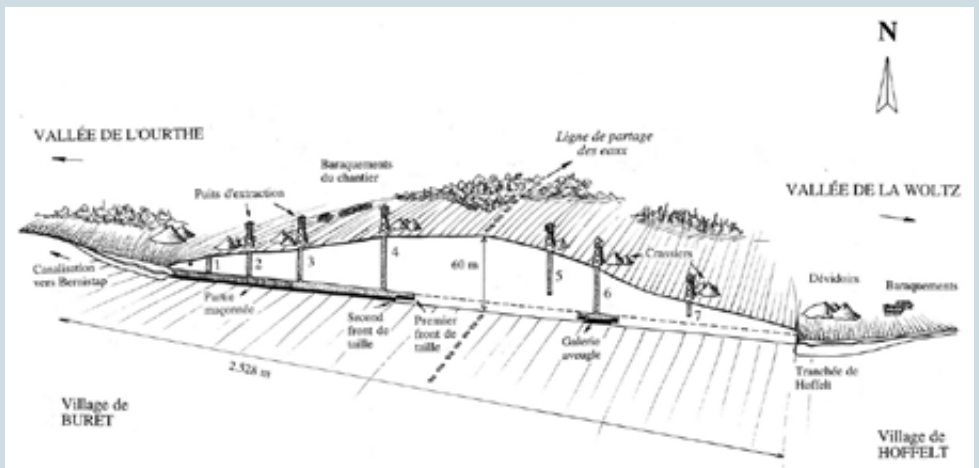 N
VALLÉE DE L'OURTHE
Ligne de partage
des eaux
Baraquements
du chantier
VALLÉE DE LA WOLTZ
Puits d'extraction
Crassiers
Dévidoirs
Baraquements
Canalisation
vers Bernistap
1
2
3
4
60 m
5
6
7
Partie
maçonnée
Second
front de
taille
Premier
front de
taille
Galerie
aveugle
Tranchée de
Hoffelt
2.528 m
Village de
BURET
Village de
HOFFELT